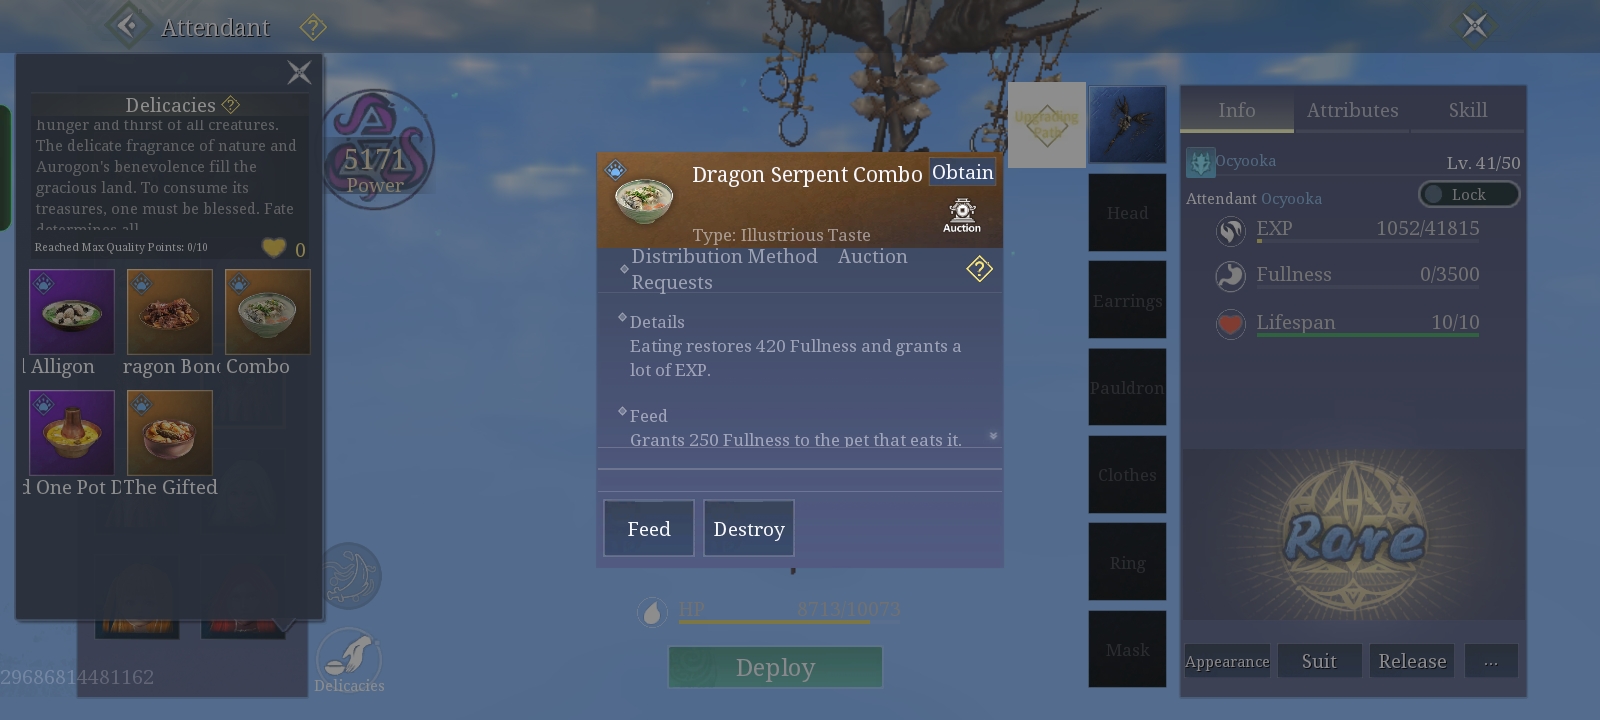 Attendant
Delicacies
hunger and thirst of all creatures.
The delicate fragrance of nature and
Aurogon's benevolence fill the
gracious land. To consume its
treasures, one must be blessed. Fate
determines all
Reached Max Quality Points: 0/10
0
Alligon
ragon Bon
Combo
d One Pot D
The Gifted
5171
Power
Delicacies
29686814481162
Dragon Serpent Combo
Obtain
Auction
Type: Illustrious Taste
Distribution Method Auction
Requests
Details
Eating restores 420 Fullness and grants a
lot of EXP.
Feed
Grants 250 Fullness to the pet that eats it.
Feed
Destroy
HP 8713/10073
Deploy
Upgrading
Path
Head
Earrings
Pauldron
Clothes
Ring
Mask
Info
Attributes
Skill
Ocyooka
Lv. 41/50
Attendant Ocyooka
Lock
EXP 1052/41815
Fullness 0/3500
Lifespan 10/10
Rare
Appearance
Suit
Release
...